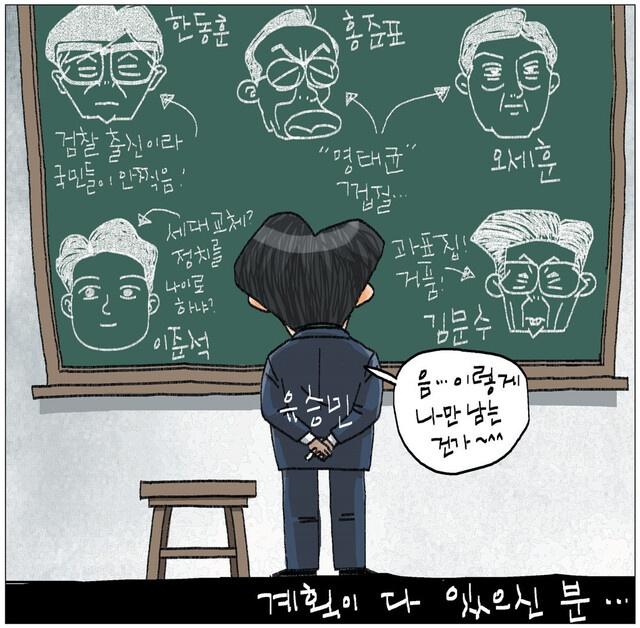 한동훈
홍준표
검찰 출신이라
국민들이 안찍음!
"명태균"
껍절...
오세훈
세대교체?
정치를
나이로
하냐?
이준석
과표집!
거품!
김문수
유승민
음... 이렇게
나만 남는
건가~^^
계획이 다 있으신 분...